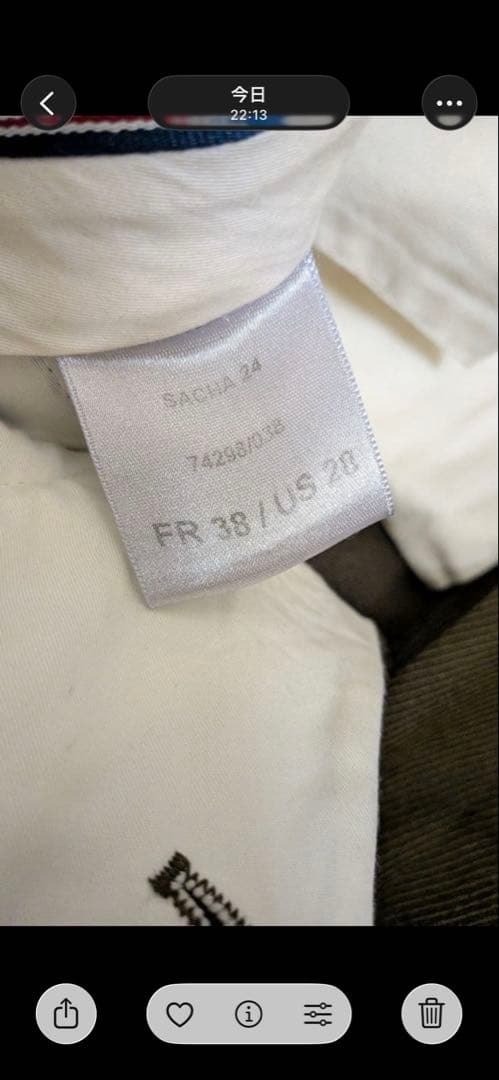 今日
22:13
SACHA 24
74298/038
FR 38 / US 28